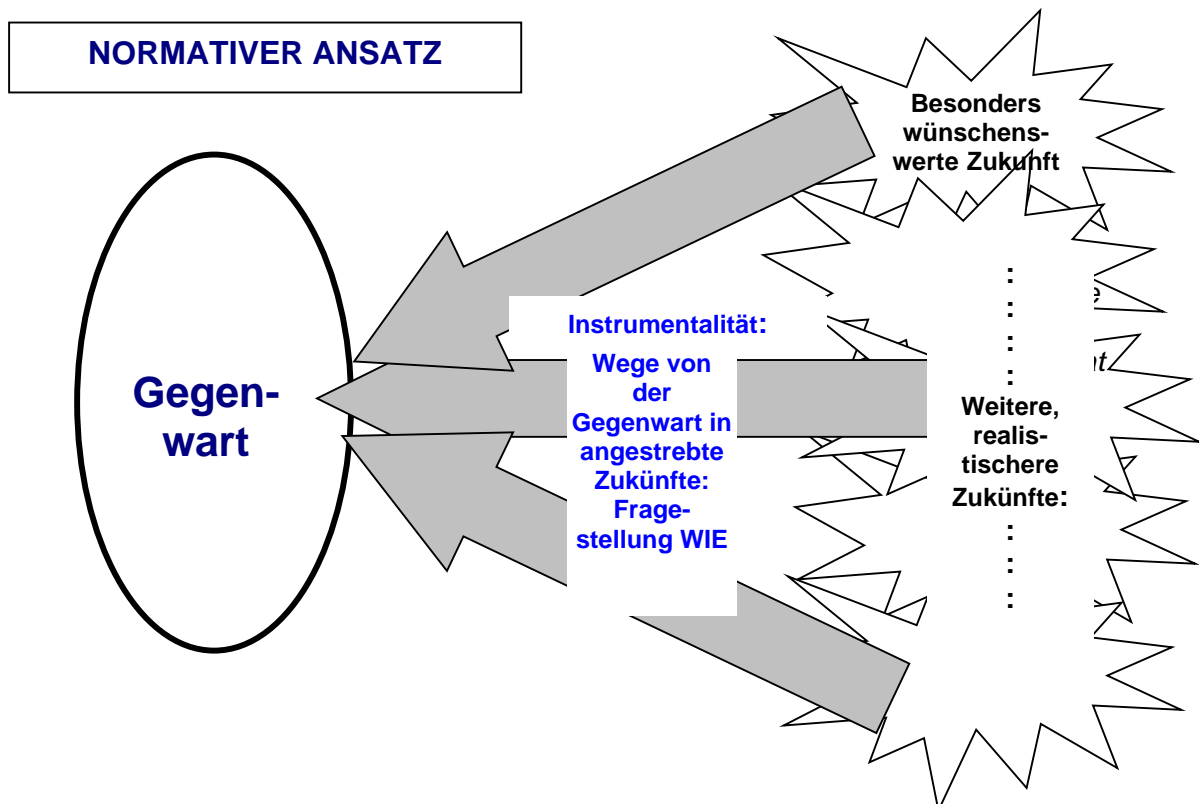 NORMATIVER ANSATZ
Besonders
wünschens-
werte Zukunft
Gegen-
wart
Instrumentalität:
Wege von
der
Gegenwart in
angestrebte
Zukünfte:
Frage-
stellung WIE
:
:
:
:
Weitere,
realis-
tischere
Zukünfte:
:
:
: